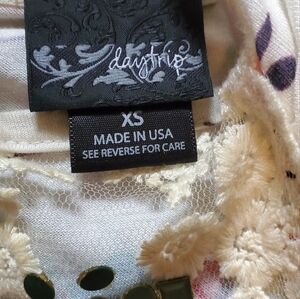 daytrip
XS
MADE IN USA
SEE REVERSE FOR CARE